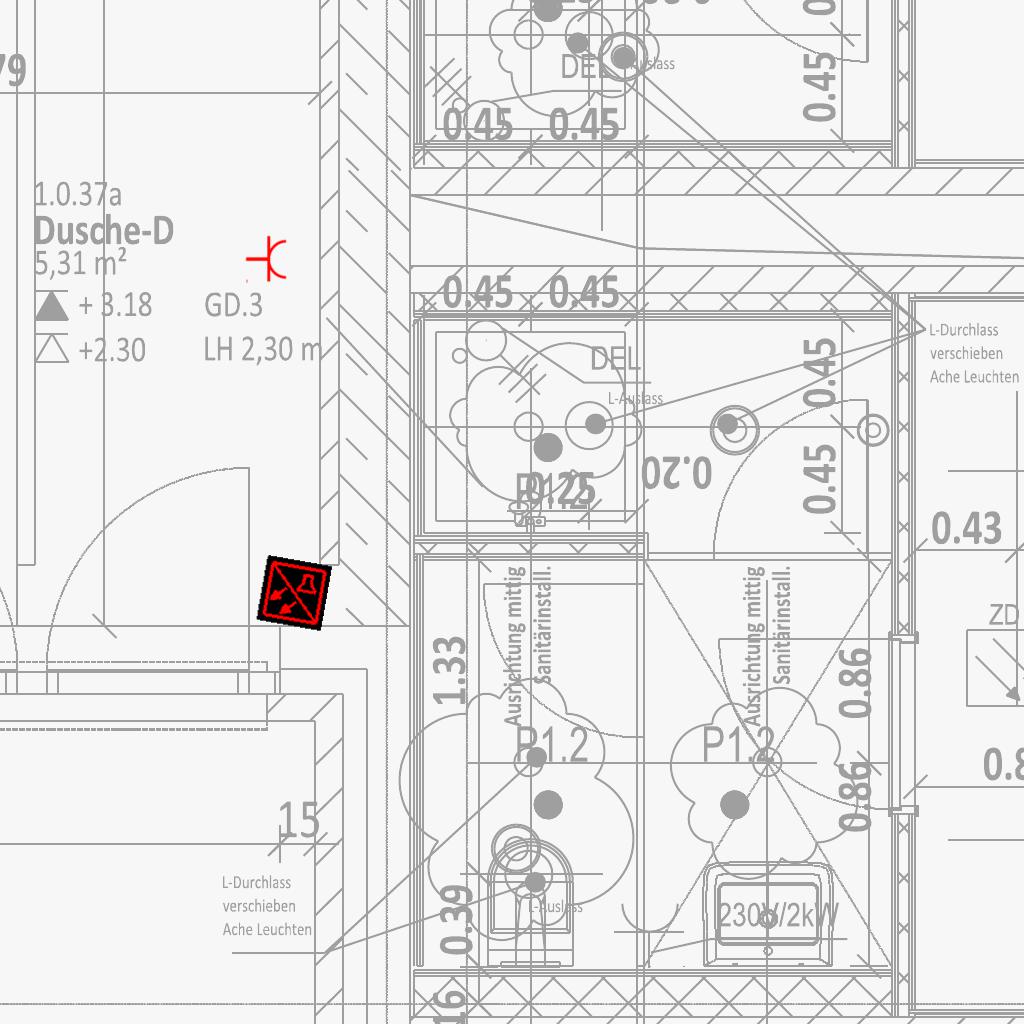 79
0.45
0.45
0.45
0.45
DEL
1.0.37a
Dusche-D
5,31 m²
+ 3.18
GD.3
+2.30
LH 2,30 m
0.45
0.45
L-Durchlass
verschieben
Ache Leuchten
0.45
DEL
L-Auslass
0.20
0.25
0.45
0.43
Ausrichtung mittig
Sanitärinstall.
Ausrichtung mittig
Sanitärinstall.
ZD
1.33
0.86
P1.2
P1.2
0.8
0.86
15
L-Durchlass
verschieben
Ache Leuchten
0.39
L-Auslass
230V/2kW
16